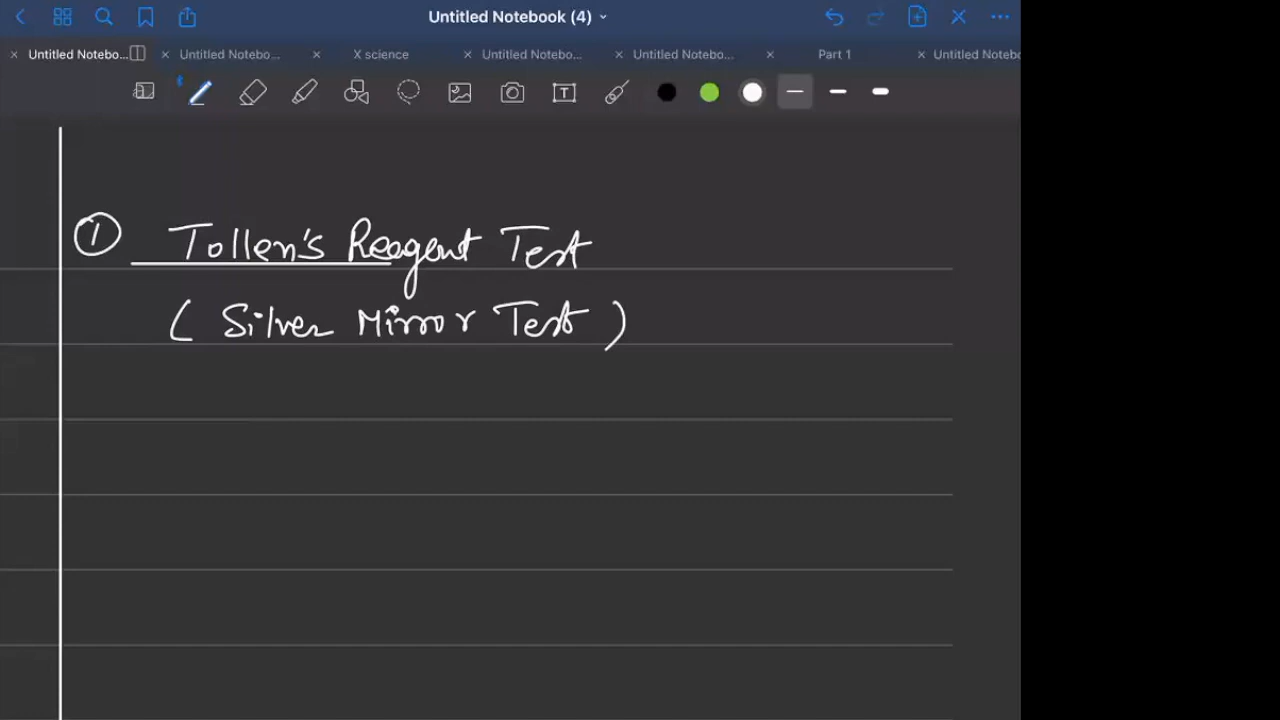 Untitled Notebook (4)
Untitled Notebo...
Untitled Notebo...
X science
Untitled Notebo...
Untitled Notebo...
Part 1
Untitled Notebo
T
① Tollen's Reagent Test
( Silver Mirror Test )